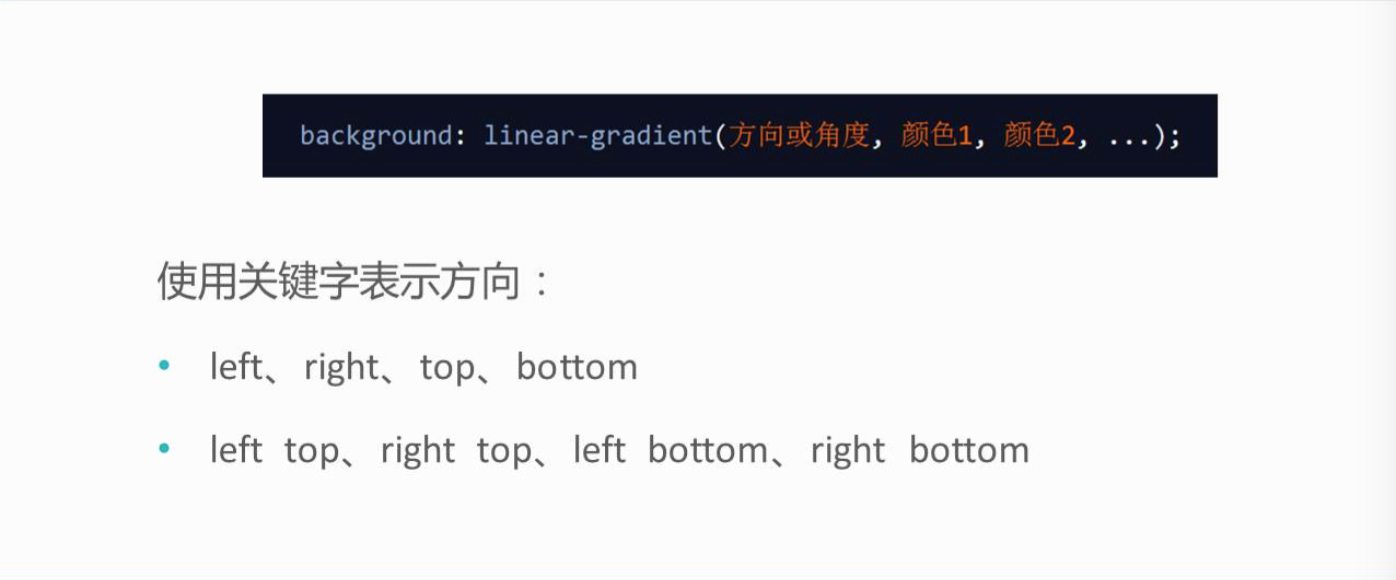 background: linear-gradient(方向或角度, 颜色1, 颜色2, ...);
使用关键字表示方向：
• left、right、top、bottom
• left top、right top、left bottom、right bottom